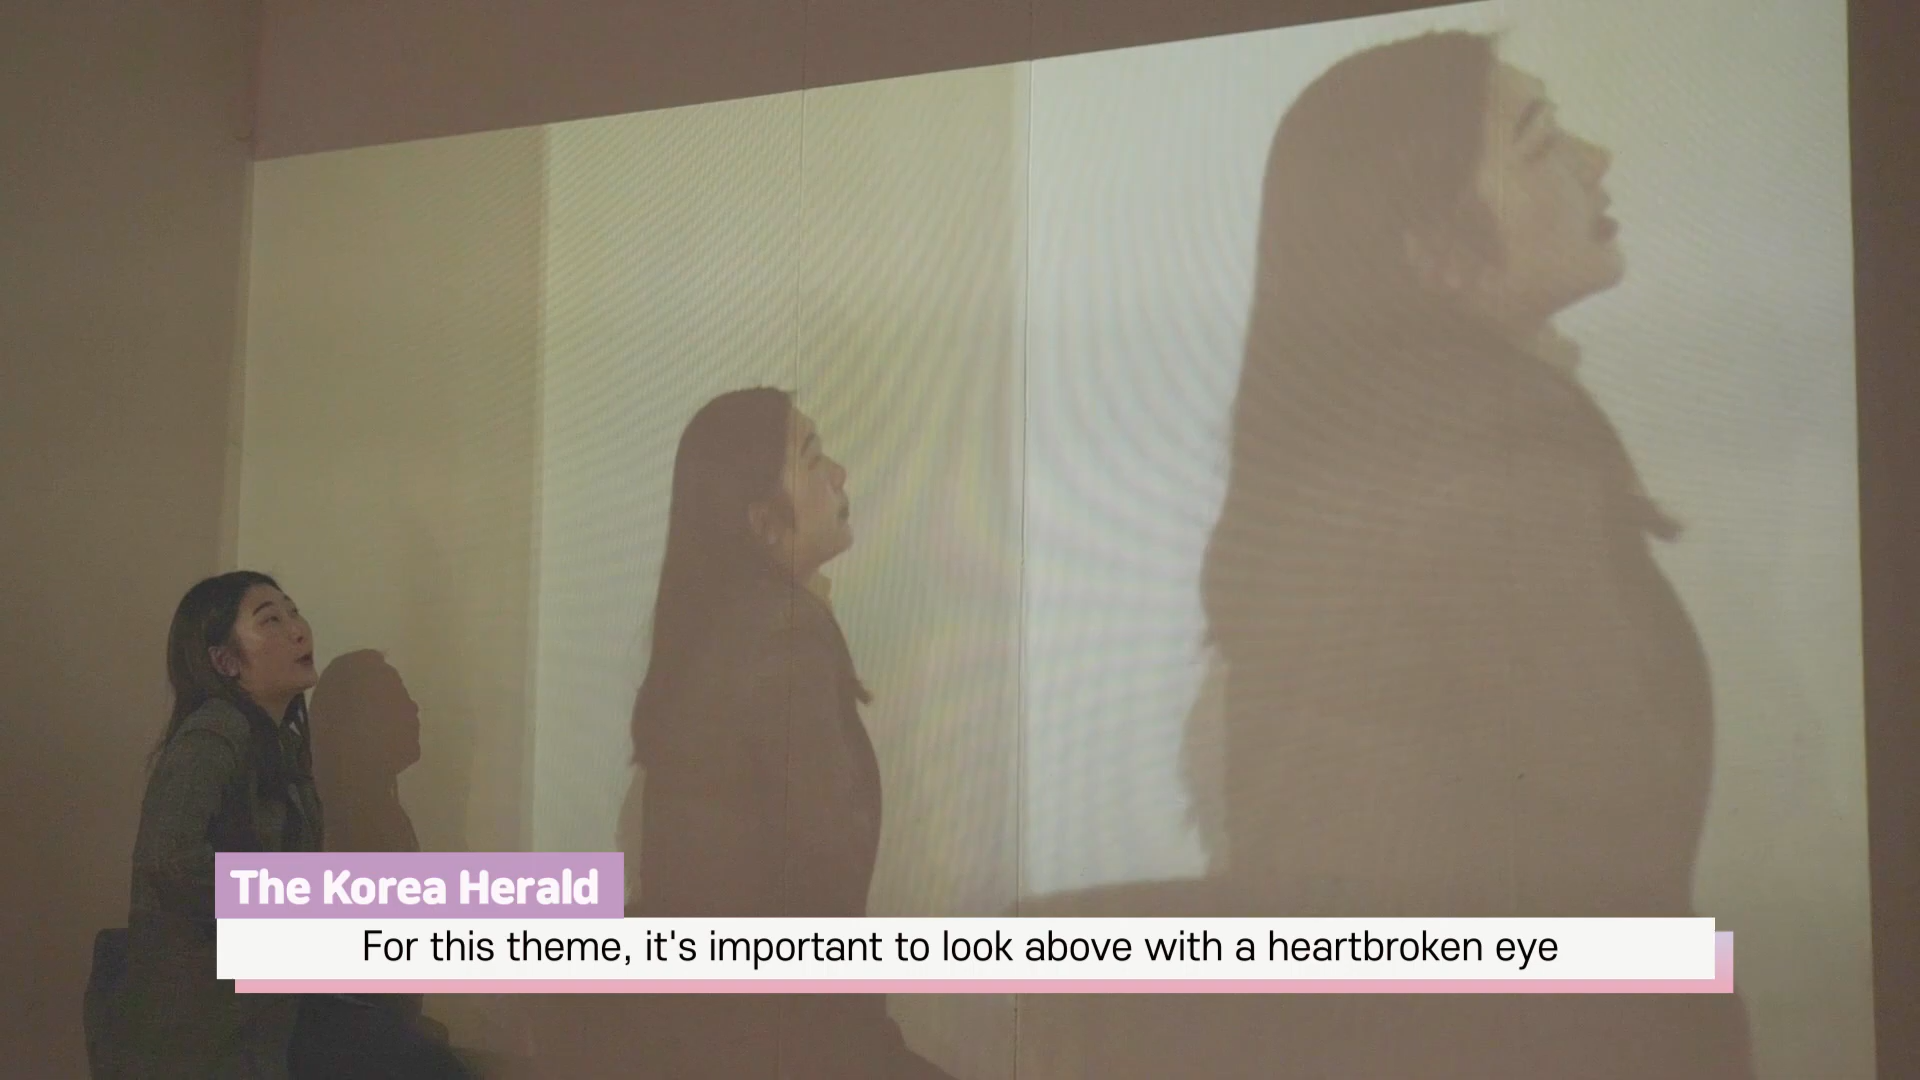 The Korea Herald
For this theme, it's important to look above with a heartbroken eye